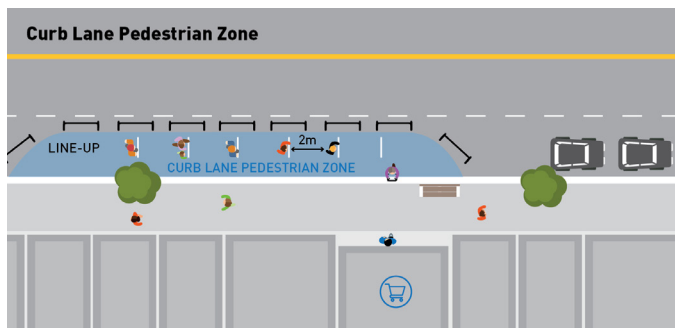 Curb Lane Pedestrian Zone
2m
LINE-UP
CURB LANE PEDESTRIAN ZONE